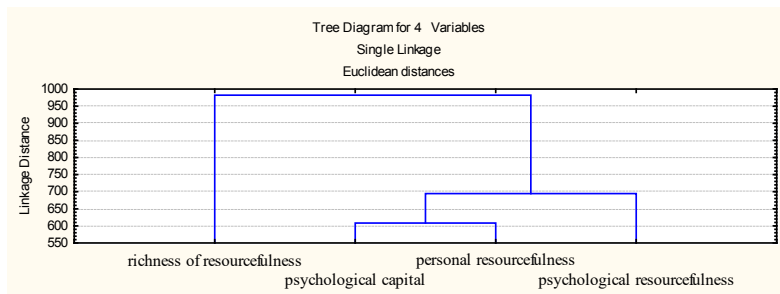 Tree Diagram for 4 Variables
Single Linkage
Euclidean distances
Linkage Distance
1000
950
900
850
800
750
700
650
600
550
richness of resourcefulness
personal resourcefulness
psychological capital
psychological resourcefulness